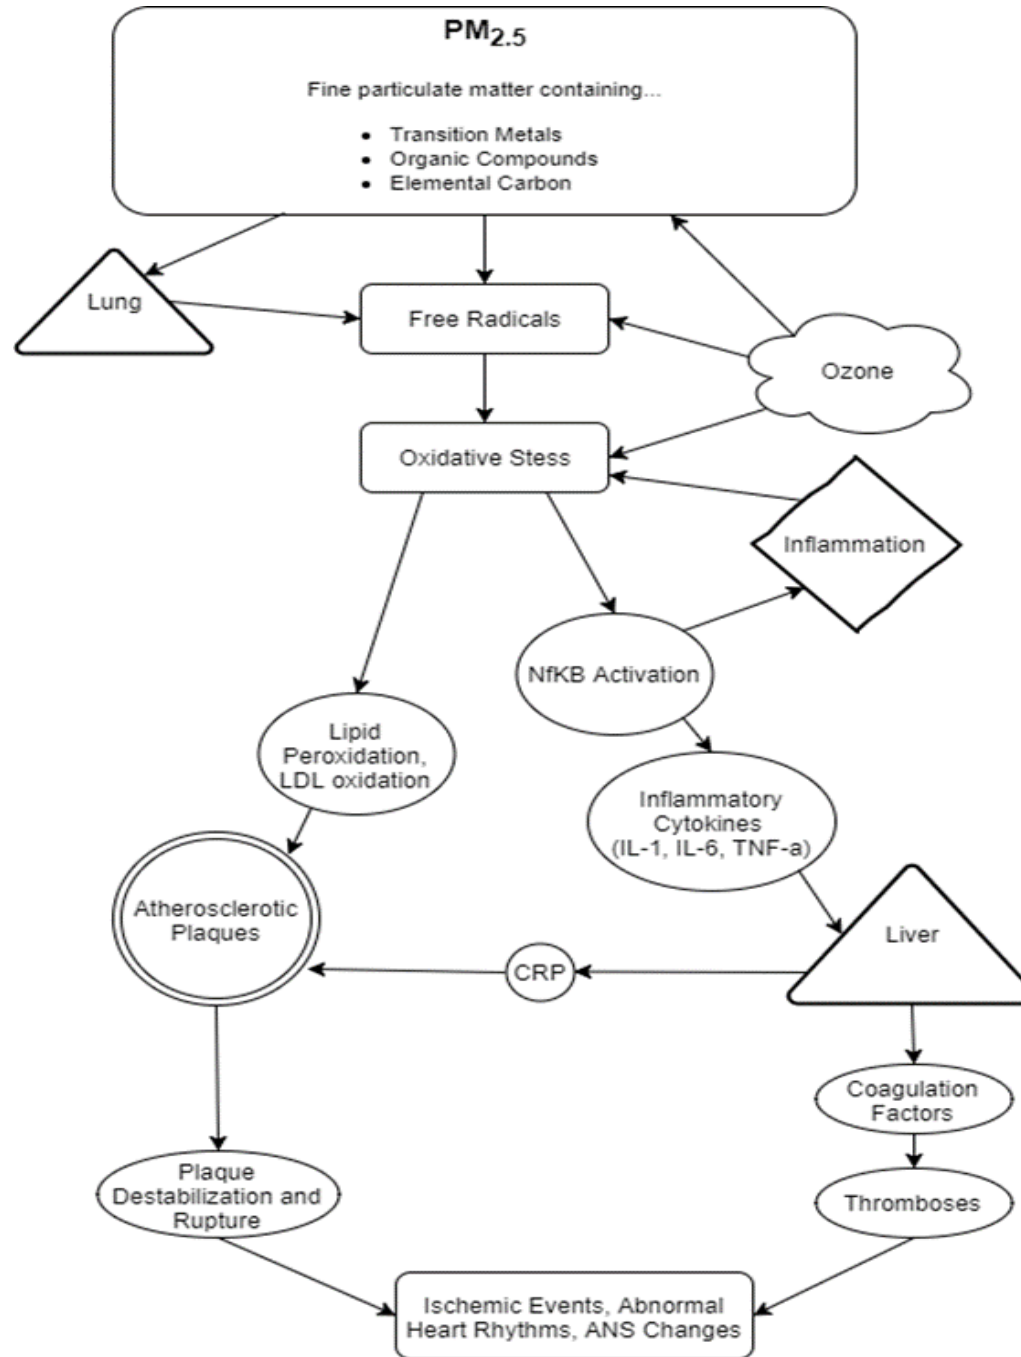 PM2.5
Fine particulate matter containing...
• Transition Metals
• Organic Compounds
• Elemental Carbon
Lung
Free Radicals
Ozone
Oxidative Stess
Inflammation
NfKB Activation
Lipid
Peroxidation,
LDL oxidation
Inflammatory
Cytokines
(IL-1, IL-6, TNF-a)
Atherosclerotic
Plaques
Liver
CRP
Coagulation
Factors
Plaque
Destabilization and
Rupture
Thromboses
Ischemic Events, Abnormal
Heart Rhythms, ANS Changes